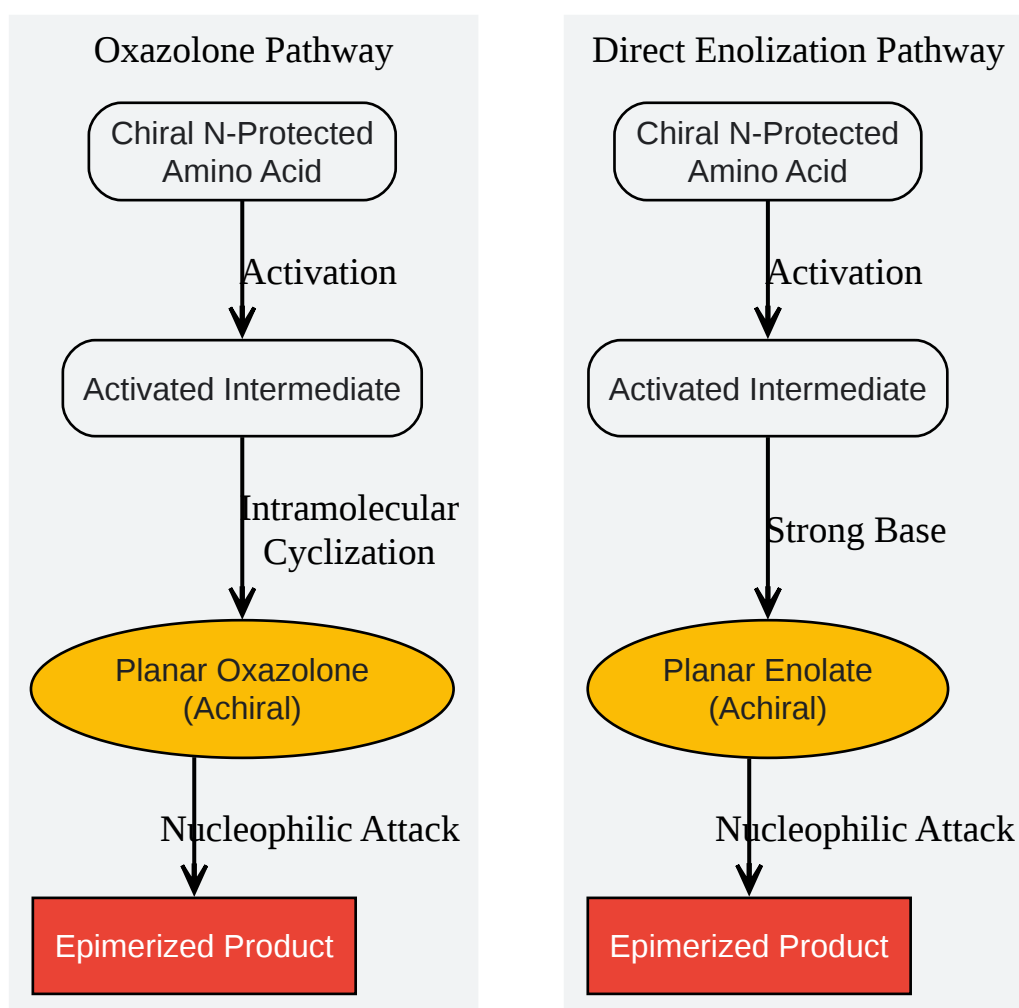 Oxazolone Pathway
Chiral N-Protected
Amino Acid
Activation
Activated Intermediate
Intramolecular
Cyclization
Planar Oxazolone
(Achiral)
Nucleophilic Attack
Epimerized Product
Direct Enolization Pathway
Chiral N-Protected
Amino Acid
Activation
Activated Intermediate
Strong Base
Planar Enolate
(Achiral)
Nucleophilic Attack
Epimerized Product